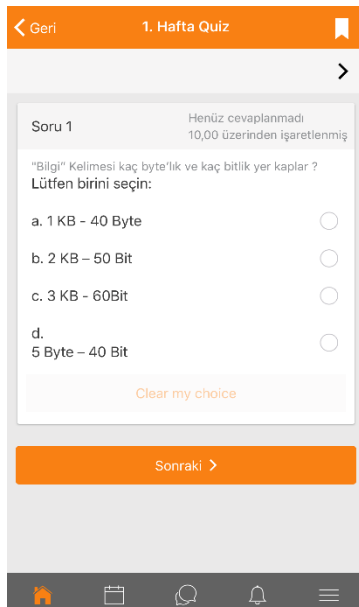 Geri
1. Hafta Quiz
Soru 1
Henüz cevaplanmadı
10,00 üzerinden işaretlenmiş
"Bilgi" Kelimesi kaç byte'lık ve kaç bitlik yer kaplar ?
Lütfen birini seçin:
a. 1 KB - 40 Byte
b. 2 KB – 50 Bit
c. 3 KB - 60Bit
d.
5 Byte – 40 Bit
Clear my choice
Sonraki